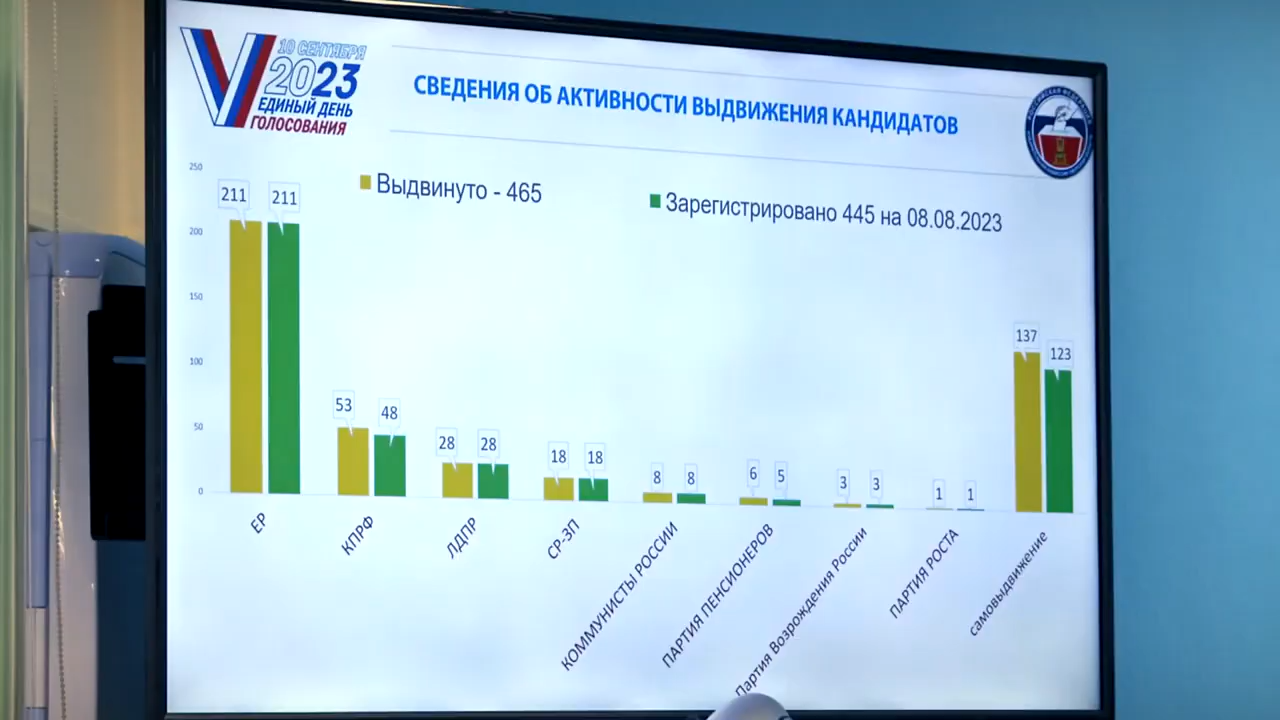 10 СЕНТЯБРЯ
2023
ЕДИНЫЙ ДЕНЬ
ГОЛОСОВАНИЯ
СВЕДЕНИЯ ОБ АКТИВНОСТИ ВЫДВИЖЕНИЯ КАНДИДАТОВ
РОССИЙСКАЯ ФЕДЕРАЦИЯ
Выдвинуто - 465
Зарегистрировано 445 на 08.08.2023
250
200
150
100
50
0
211 211
53 48
28 28
18 18
8 8
6 5
3 3
1 1
137 123
ЕР
КПРФ
ЛДПР
СР-ЗП
КОММУНИСТЫ РОССИИ
ПАРТИЯ ПЕНСИОНЕРОВ
Партия Возрождения России
ПАРТИЯ РОСТА
самовыдвижение